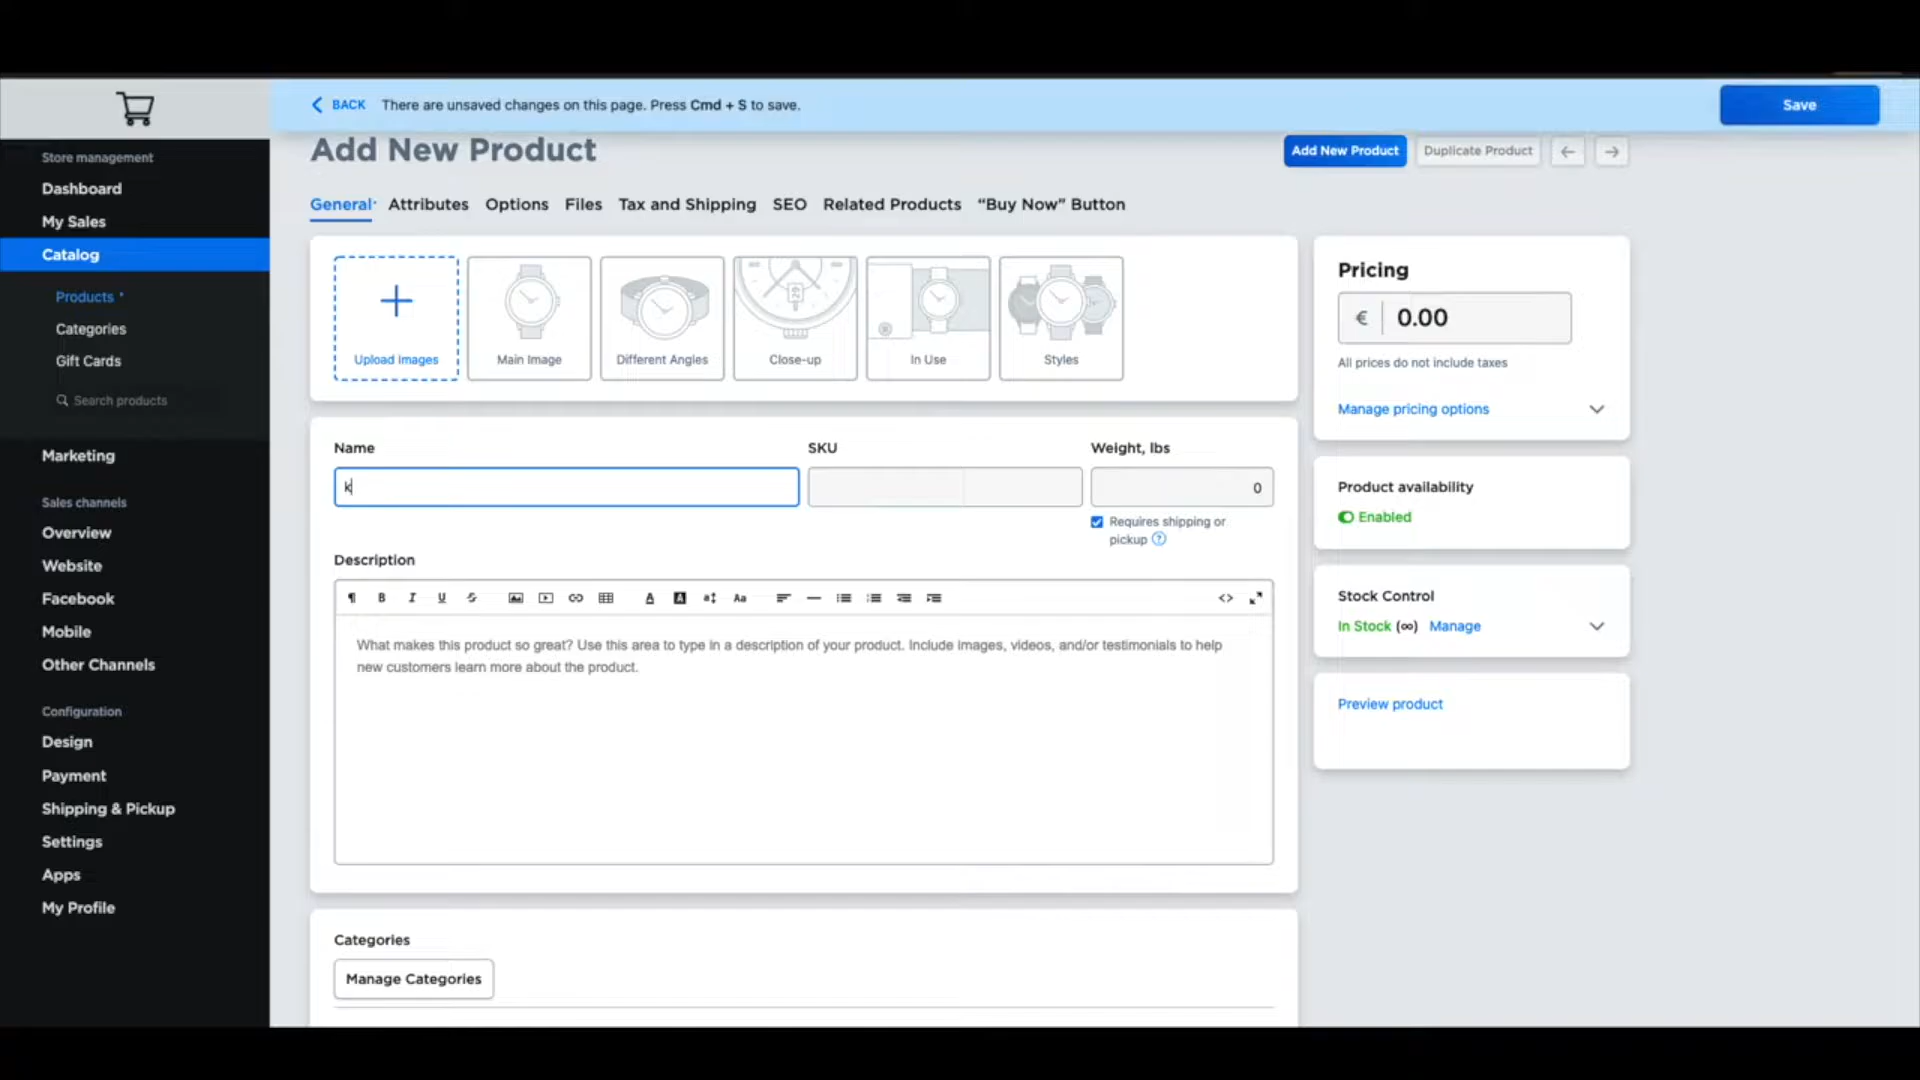 BACK There are unsaved changes on this page. Press Cmd + S to save. Save
Store management
Dashboard
My Sales
Catalog
Products
Categories
Gift Cards
Search products
Marketing
Sales channels
Overview
Website
Facebook
Mobile
Other Channels
Configuration
Design
Payment
Shipping & Pickup
Settings
Apps
My Profile
Add New Product
Add New Product Duplicate Product
General Attributes Options Files Tax and Shipping SEO Related Products “Buy Now” Button
Upload Images Main Image Different Angles Close-up In Use Styles
29
Name SKU Weight, lbs
k 0
Requires shipping or
pickup ?
Description
¶ B I U S A A Aa <>
What makes this product so great? Use this area to type in a description of your product. Include images, videos, and/or testimonials to help
new customers learn more about the product.
Categories
Manage Categories
Pricing
€ 0.00
All prices do not include taxes
Manage pricing options
Product availability
Enabled
Stock Control
In Stock (∞) Manage
Preview product